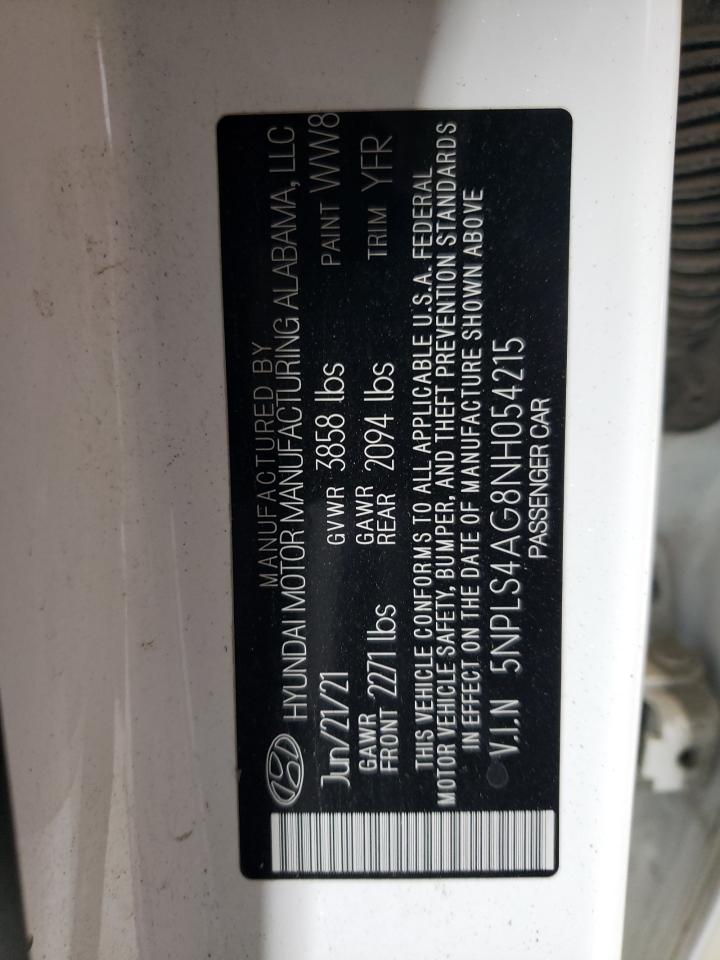 MANUFACTURED BY
HYUNDAI MOTOR MANUFACTURING ALABAMA, LLC
Jun/21/21 GVWR 3858 lbs PAINT WW8
GAWR FRONT 2271 lbs GAWR REAR 2094 lbs TRIM YFR
THIS VEHICLE CONFORMS TO ALL APPLICABLE U.S.A. FEDERAL
MOTOR VEHICLE SAFETY, BUMPER, AND THEFT PREVENTION STANDARDS
IN EFFECT ON THE DATE OF MANUFACTURE SHOWN ABOVE
V.I.N 5NPLS4AG8NH054215
PASSENGER CAR